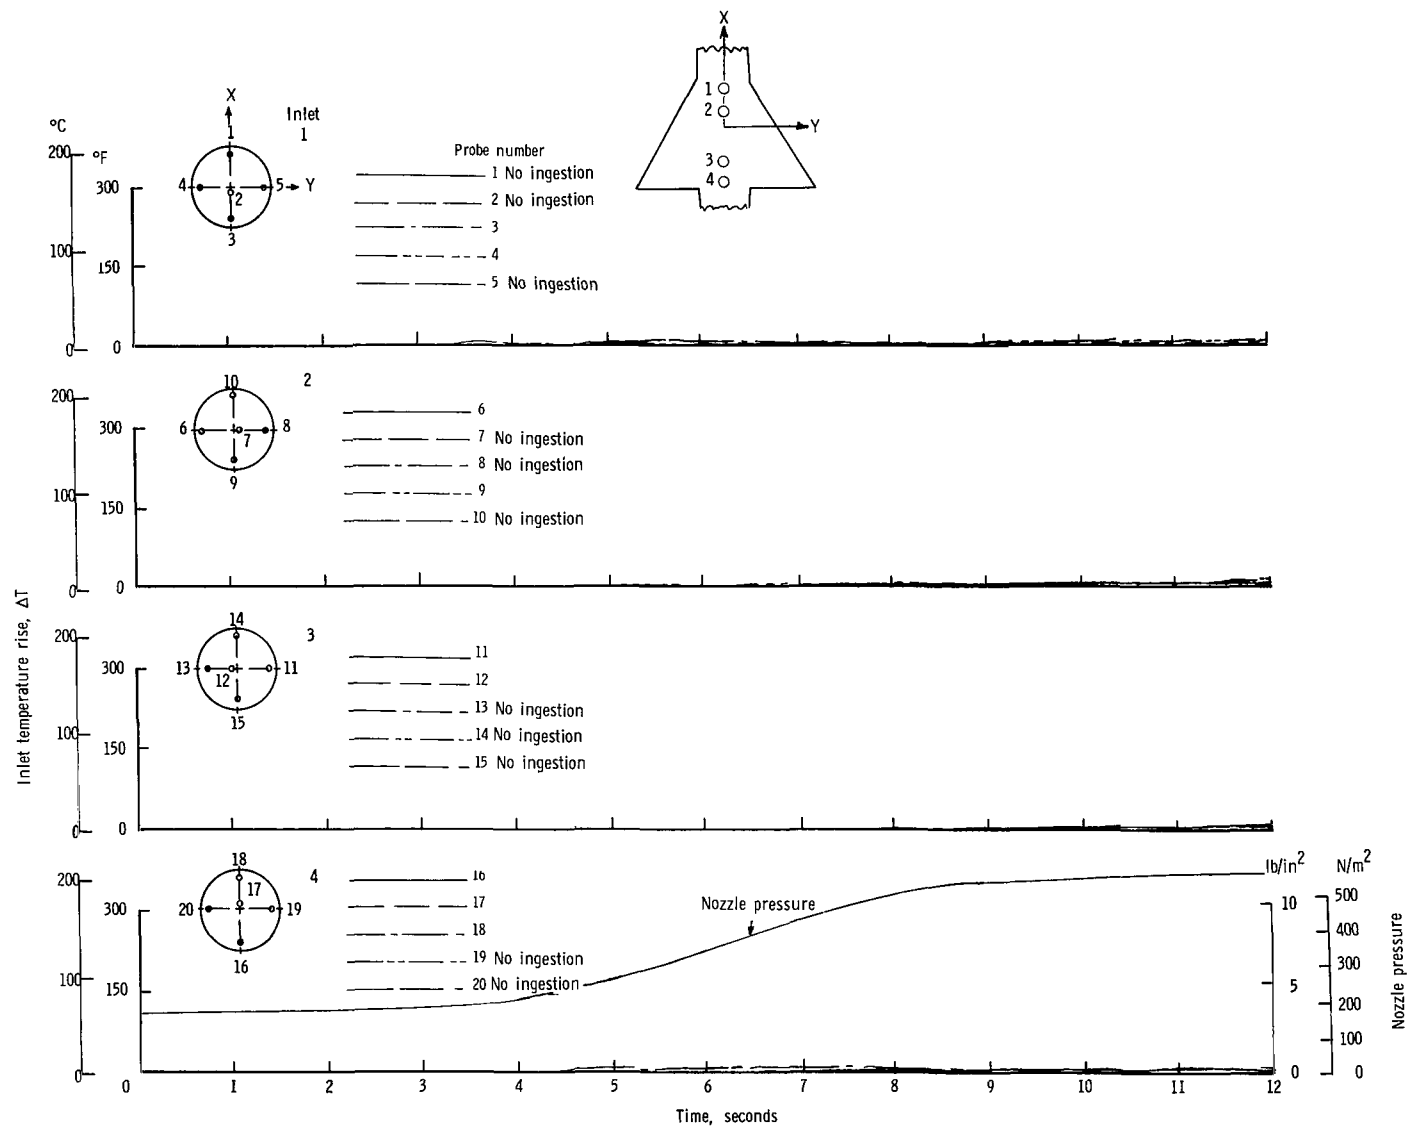 X
1
2
Y
3
4
X
Inlet
1
1
°C
°F
200
300
150
100
0
0
4
5
Y
2
3
Probe number
1 No ingestion
2 No ingestion
3
4
5 No ingestion
10
2
200
300
150
100
0
0
6
8
7
9
6
7 No ingestion
8 No ingestion
9
10 No ingestion
Inlet temperature rise, ΔT
14
3
200
300
150
100
0
0
13
11
12
15
11
12
13 No ingestion
14 No ingestion
15 No ingestion
18
4
200
300
150
100
0
17
20
19
16
16
17
18
19 No ingestion
20 No ingestion
Nozzle pressure
lb/in2
N/m2
10
5
0
500
400
300
200
100
0
Nozzle pressure
0 1 2 3 4 5 6 7 8 9 10 11 12
Time, seconds